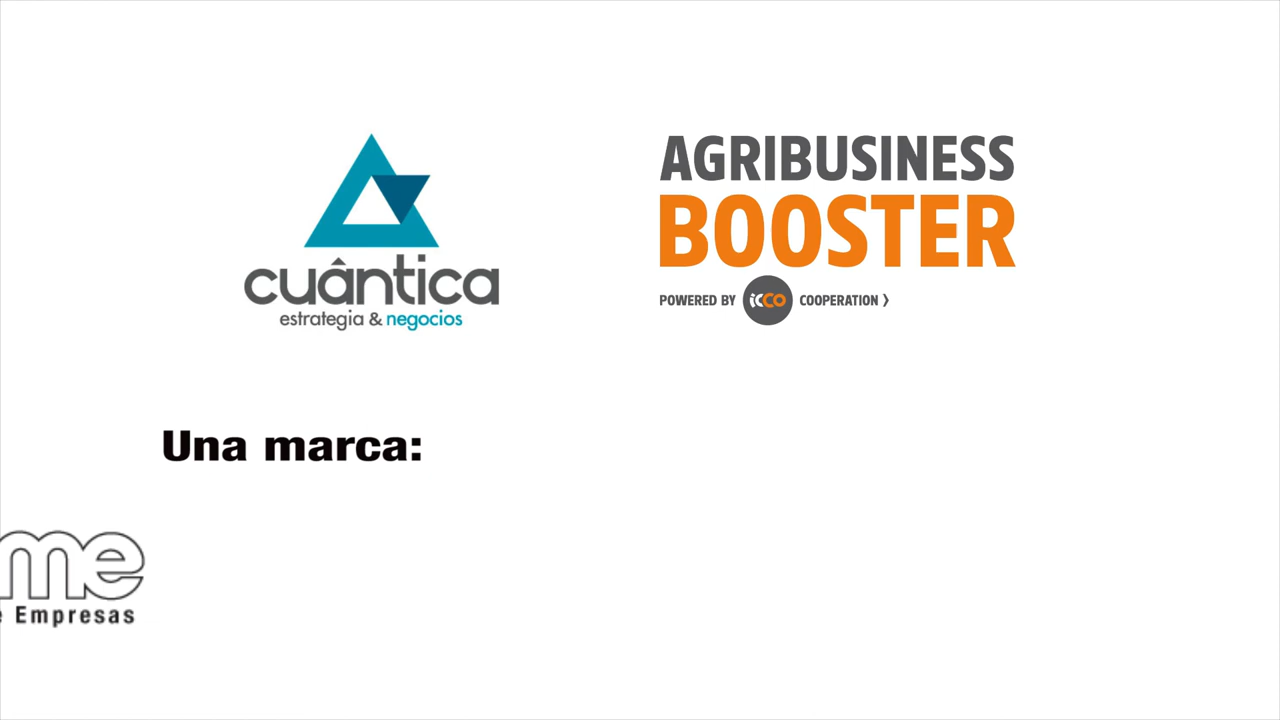 cuântica
estrategia & negocios
AGRIBUSINESS
BOOSTER
POWERED BY icco COOPERATION
Una marca:
me
Empresas